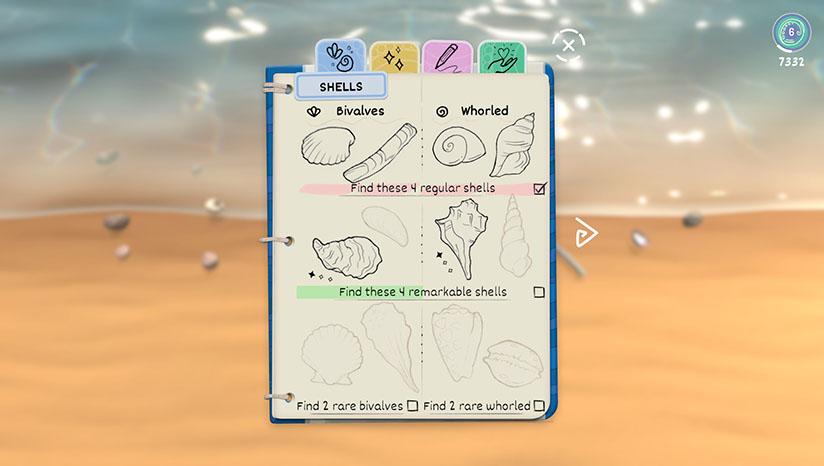 6
7332
SHELLS
Bivalves
Whorled
Find these 4 regular shells
Find these 4 remarkable shells
Find 2 rare bivalves
Find 2 rare whorled